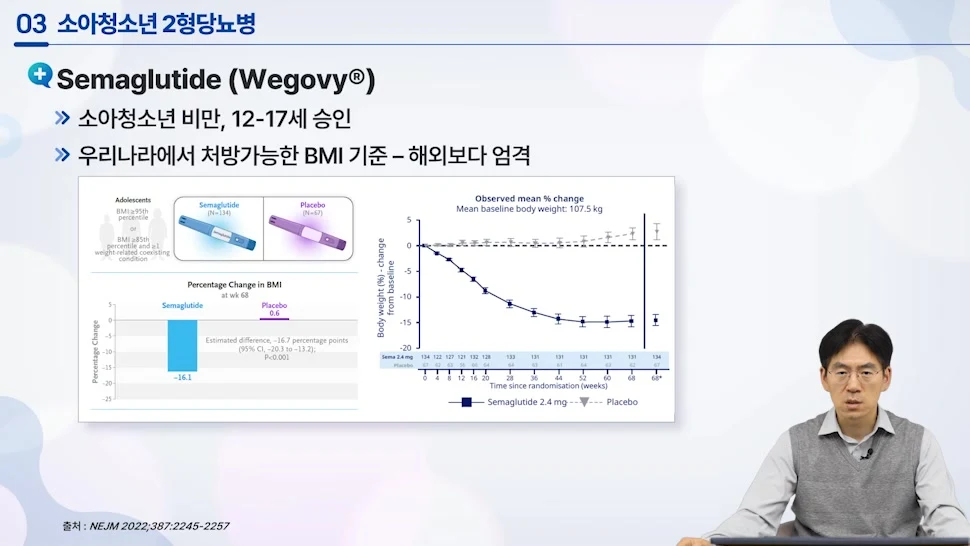 03 소아청소년 2형당뇨병
Semaglutide (Wegovy®)
소아청소년 비만, 12-17세 승인
우리나라에서 처방가능한 BMI 기준 – 해외보다 엄격
Adolescents
BMI ≥95th
percentile
or
BMI ≥85th
percentile and ≥1
weight-related coexisting
condition
Semaglutide
(N=134)
Placebo
(N=67)
Percentage Change in BMI
at wk 68
Semaglutide
Placebo
0.6
Percentage Change
5
0
-5
-10
-15
-20
-25
Estimated difference, –16.7 percentage points
(95% CI, –20.3 to –13.2);
P<0.001
–16.1
Observed mean % change
Mean baseline body weight: 107.5 kg
Body weight (%) - change
from baseline
5
0
-5
-10
-15
-20
Sema 2.4 mg 134 122 127 121 132 128 133 131 131 131 131 131 134
Placebo
0 4 8 12 16 20 28 36 44 52 60 68 68*
Time since randomisation (weeks)
Semaglutide 2.4 mg Placebo
출처 : NEJM 2022;387:2245-2257